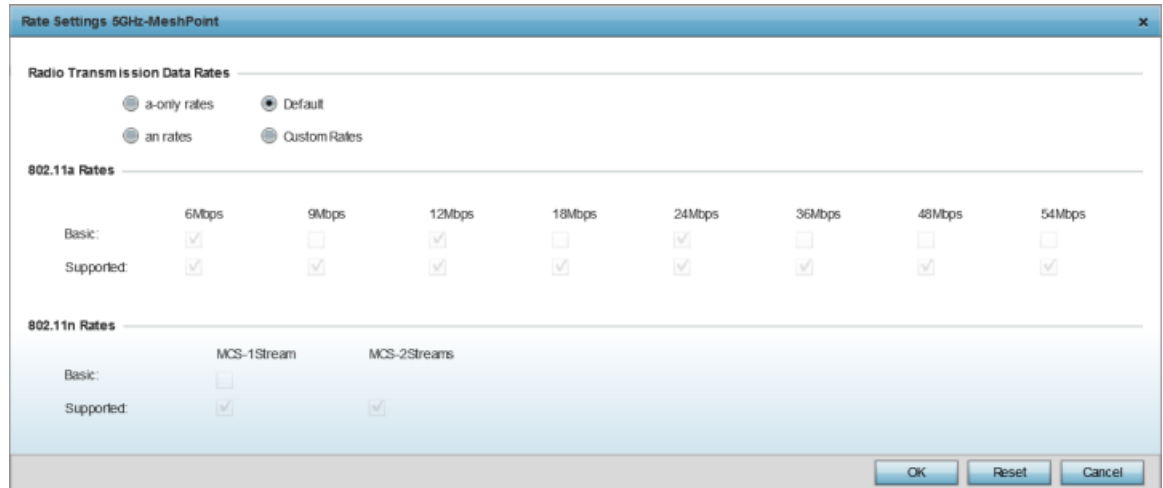 Rate Settings 5GHz-MeshPoint
Radio Transmission Data Rates
a-only rates Default
an rates Custom Rates
802.11a Rates
6Mbps 9Mbps 12Mbps 18Mbps 24Mbps 36Mbps 48Mbps 54Mbps
Basic:
Supported:
802.11n Rates
MCS-1Stream MCS-2Streams
Basic:
Supported:
OK Reset Cancel